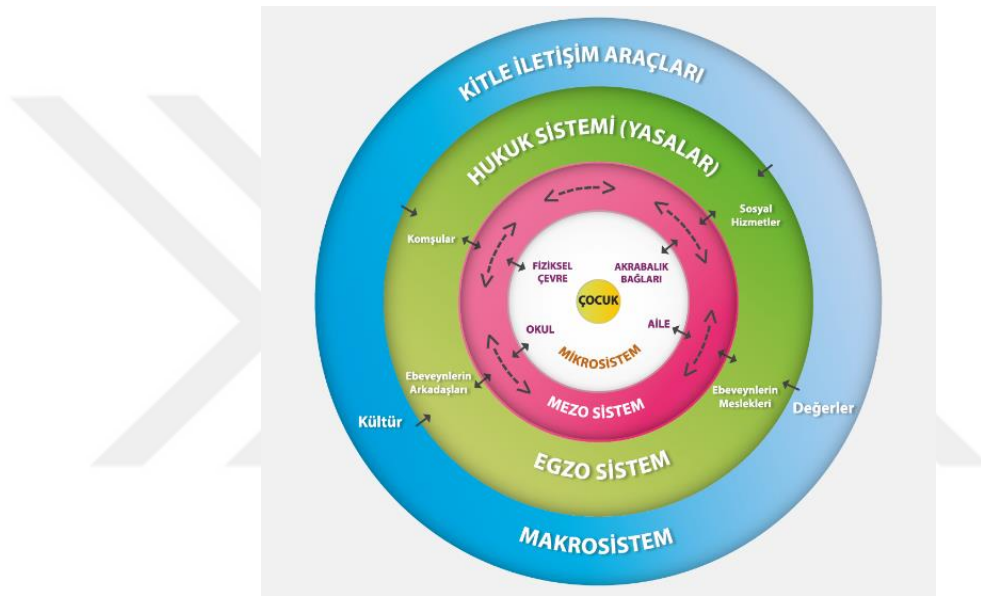 KİTLE İLETİŞİM ARAÇLARI
HUKUK SİSTEMİ (YASALAR)
Sosyal
Hizmetler
Komşular
FİZİKSEL
ÇEVRE
AKRABALIK
BAĞLARI
ÇOCUK
OKUL
AİLE
MİKROSİSTEM
Ebeveynlerin
Arkadaşları
Ebeveynlerin
Meslekleri
MEZO SİSTEM
Kültür
Değerler
EGZO SİSTEM
MAKROSİSTEM